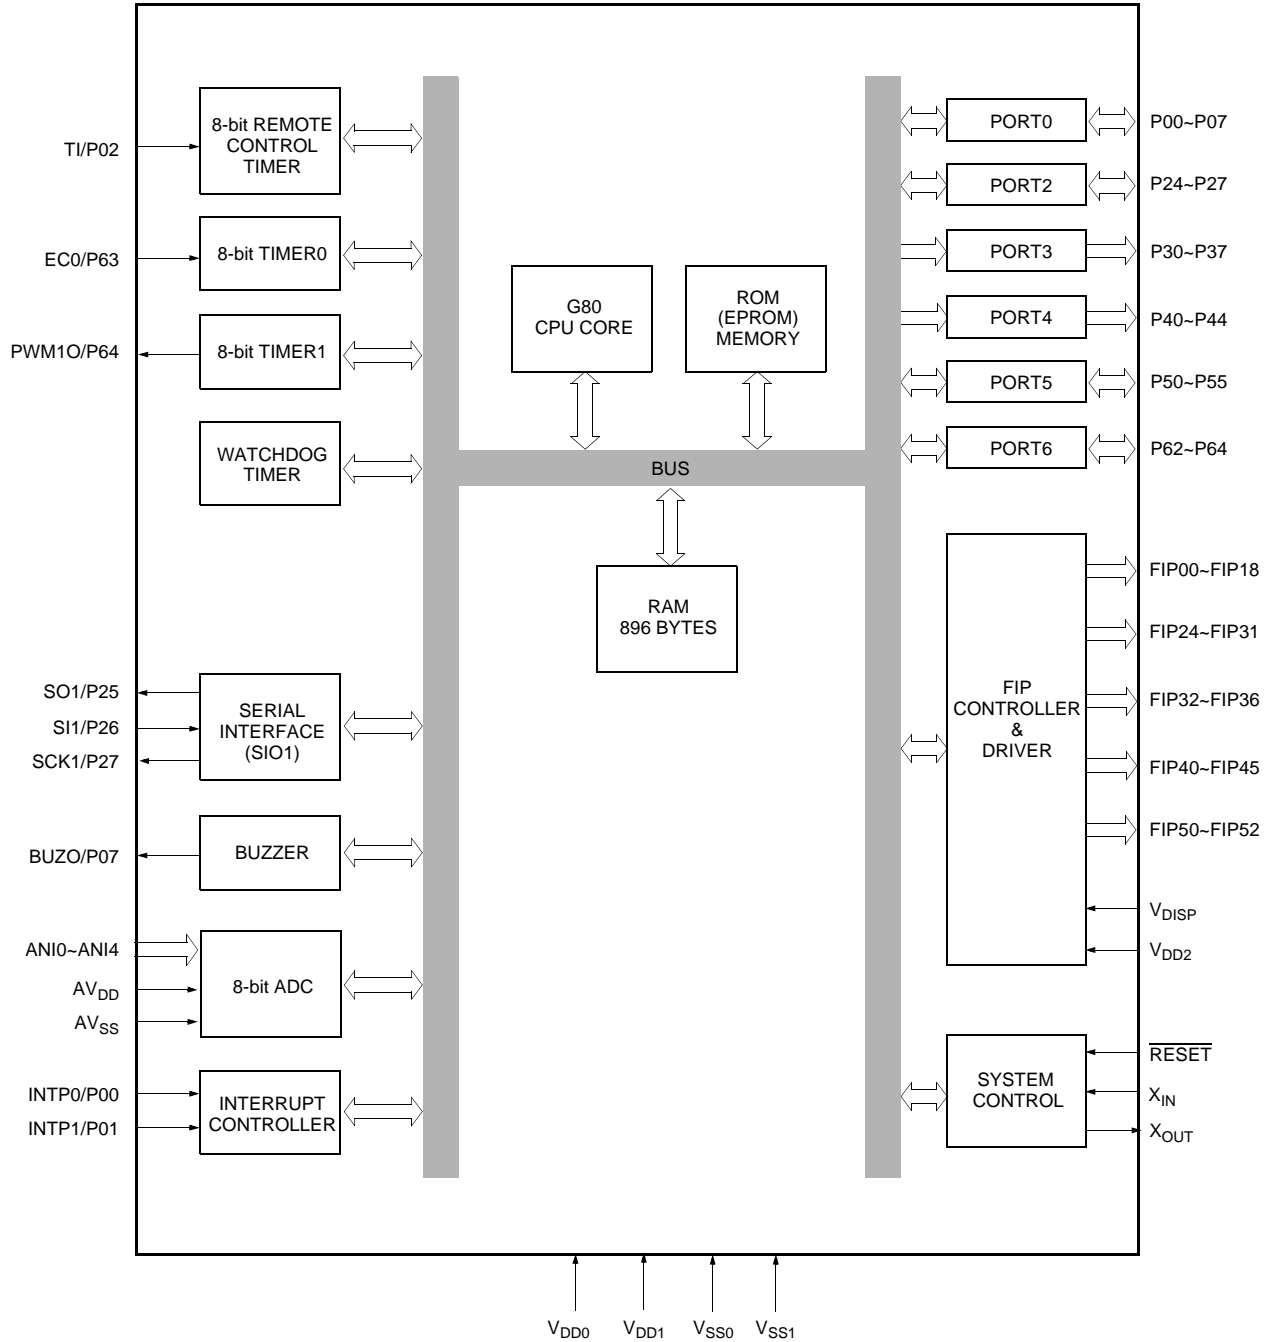 TI/P02
8-bit REMOTE
CONTROL
TIMER
EC0/P63
8-bit TIMER0
PWM1O/P64
8-bit TIMER1
WATCHDOG
TIMER
SO1/P25
SI1/P26
SCK1/P27
SERIAL
INTERFACE
(SIO1)
BUZO/P07
BUZZER
ANI0~ANI4
AVDD
AVSS
8-bit ADC
INTP0/P00
INTP1/P01
INTERRUPT
CONTROLLER
G80
CPU CORE
ROM
(EPROM)
MEMORY
BUS
RAM
896 BYTES
PORT0
P00~P07
PORT2
P24~P27
PORT3
P30~P37
PORT4
P40~P44
PORT5
P50~P55
PORT6
P62~P64
FIP
CONTROLLER
&
DRIVER
FIP00~FIP18
FIP24~FIP31
FIP32~FIP36
FIP40~FIP45
FIP50~FIP52
VDISP
VDD2
SYSTEM
CONTROL
RESET
XIN
XOUT
VDD0
VDD1
VSS0
VSS1